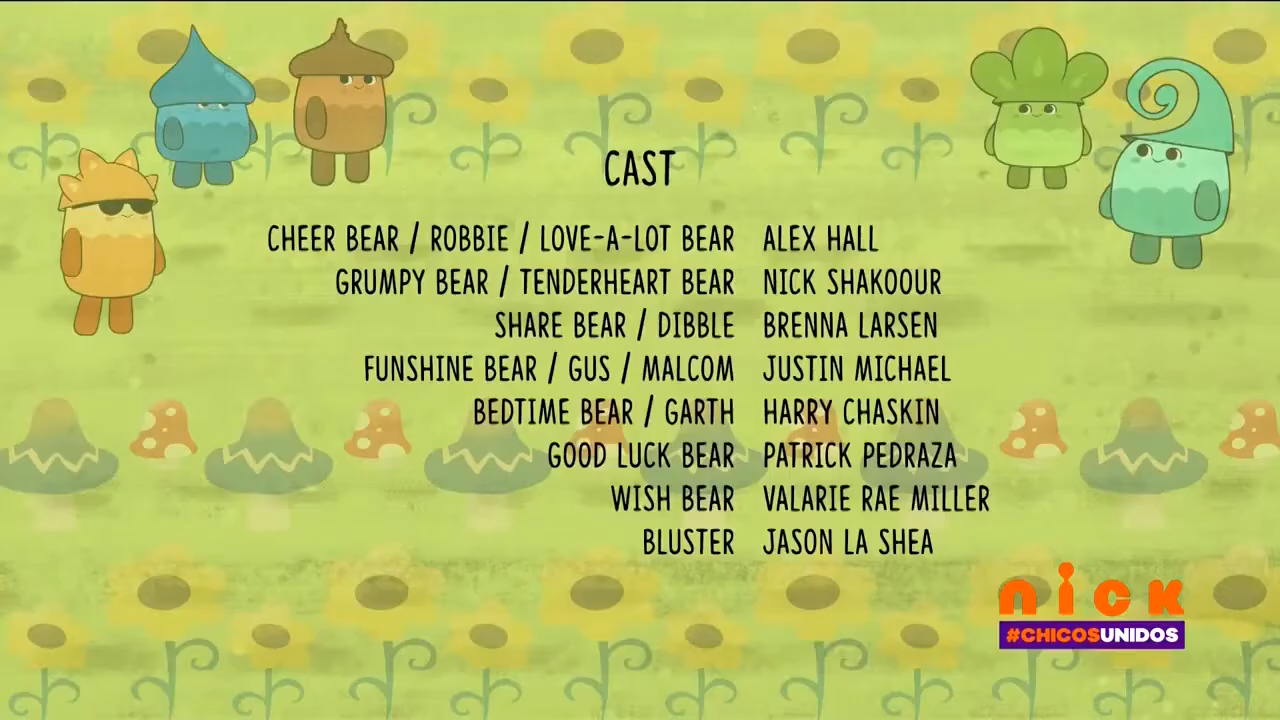 CAST
CHEER BEAR / ROBBIE / LOVE-A-LOT BEAR ALEX HALL
GRUMPY BEAR / TENDERHEART BEAR NICK SHAKOOUR
SHARE BEAR / DIBBLE BRENNA LARSEN
FUNSHINE BEAR / GUS / MALCOM JUSTIN MICHAEL
BEDTIME BEAR / GARTH HARRY CHASKIN
GOOD LUCK BEAR PATRICK PEDRAZA
WISH BEAR VALARIE RAE MILLER
BLUSTER JASON LA SHEA
nick
#CHICOSUNIDOS